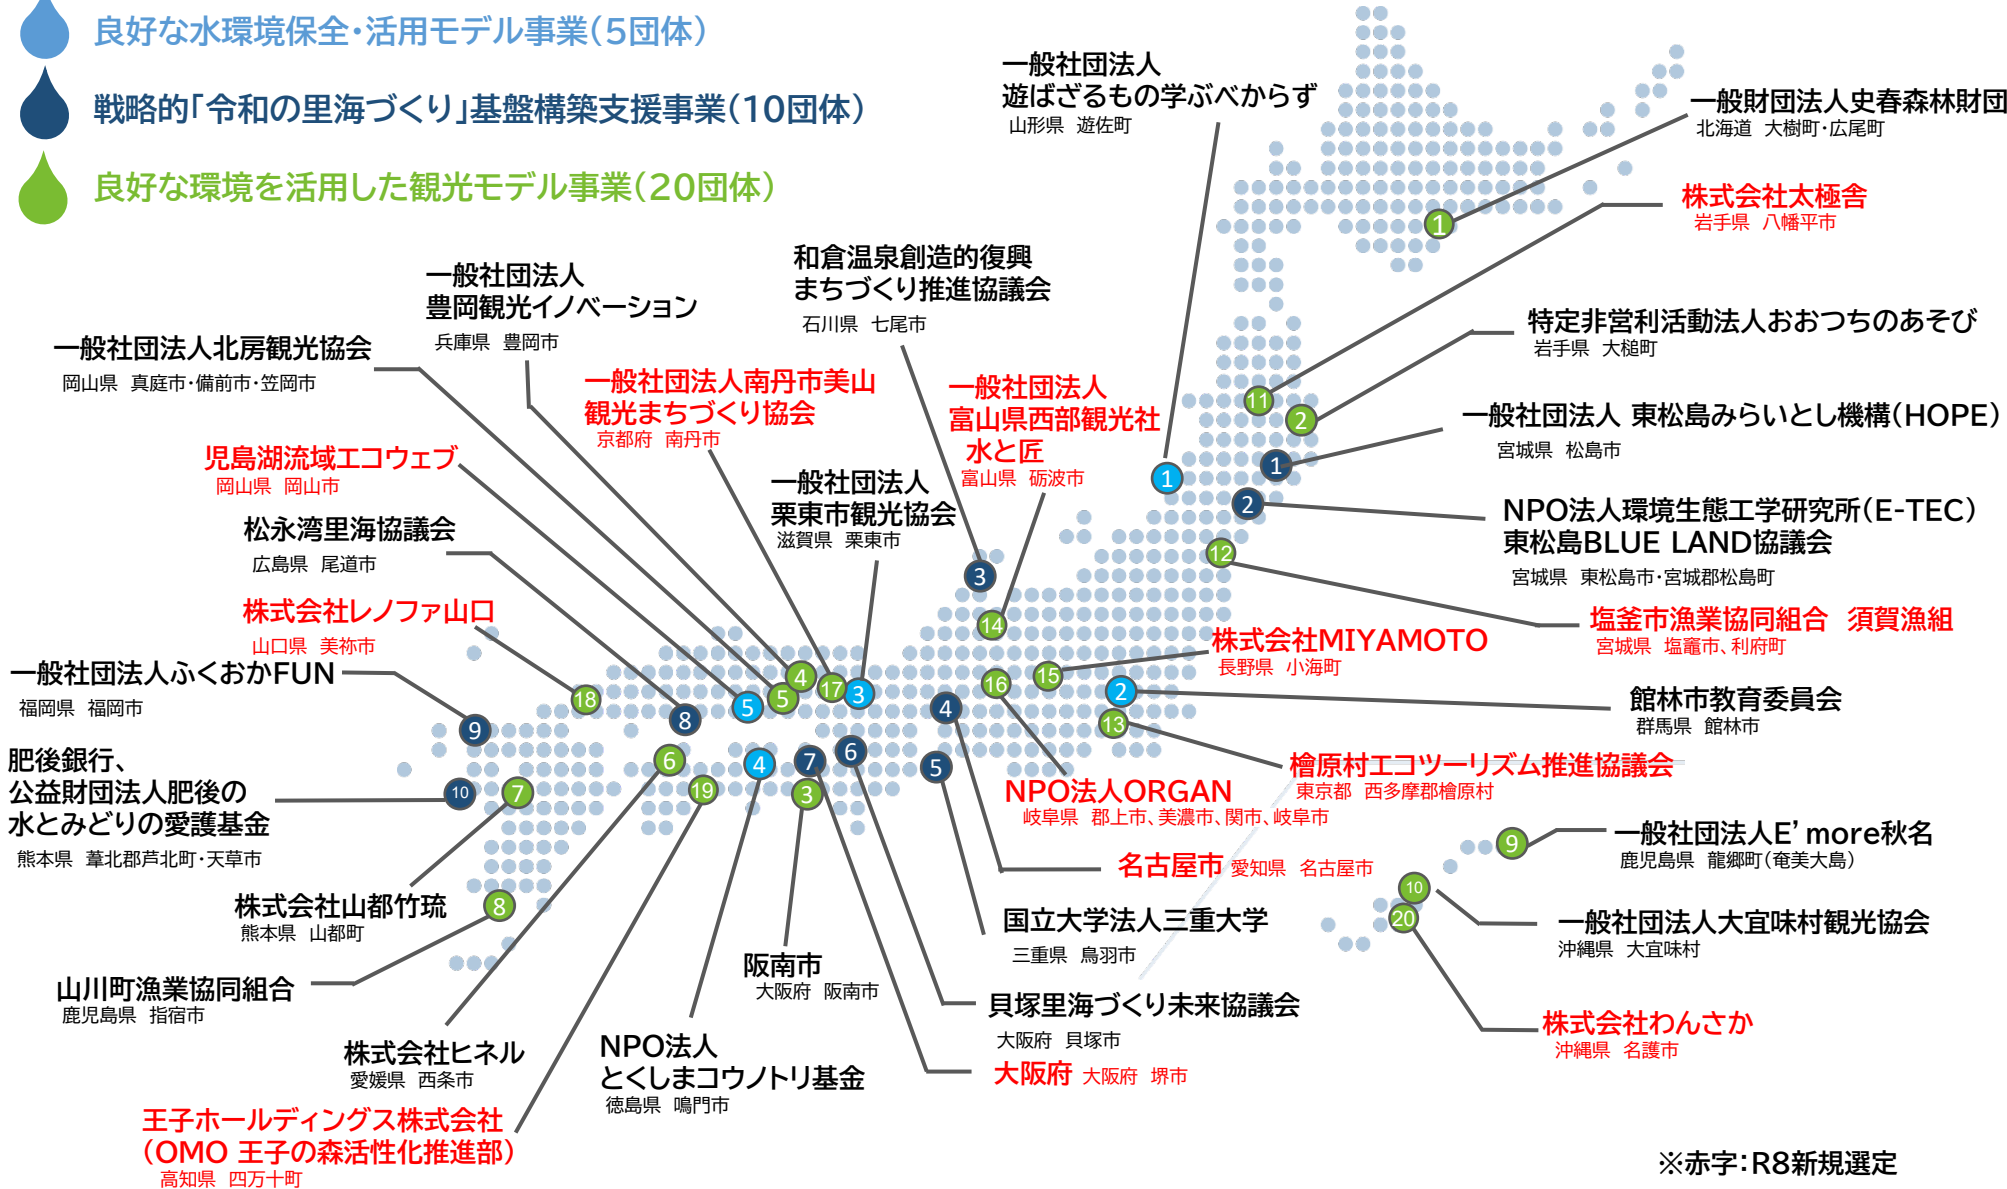 良好な水環境保全・活用モデル事業（5団体）
戦略的「令和の里海づくり」基盤構築支援事業（10団体）
良好な環境を活用した観光モデル事業（20団体）
一般社団法人
遊ばざるもの学ぶべからず
山形県 遊佐町
一般財団法人史春森林財団
北海道 大樹町・広尾町
株式会社太極舎
岩手県 八幡平市
特定非営利活動法人おおつちのあそび
岩手県 大槌町
一般社団法人 東松島みらいとし機構（HOPE）
宮城県 松島市
NPO法人環境生態工学研究所（E-TEC）
東松島BLUE LAND協議会
宮城県 東松島市・宮城郡松島町
塩釜市漁業協同組合 須賀漁組
宮城県 塩竈市、利府町
和倉温泉創造的復興
まちづくり推進協議会
石川県 七尾市
一般社団法人
豊岡観光イノベーション
兵庫県 豊岡市
一般社団法人北房観光協会
岡山県 真庭市・備前市・笠岡市
一般社団法人南丹市美山
観光まちづくり協会
京都府 南丹市
一般社団法人
富山県西部観光社
水と匠
富山県 砺波市
児島湖流域エコウェブ
岡山県 岡山市
一般社団法人
栗東市観光協会
滋賀県 栗東市
松永湾里海協議会
広島県 尾道市
株式会社レノファ山口
山口県 美祢市
一般社団法人ふくおかFUN
福岡県 福岡市
肥後銀行、
公益財団法人肥後の
水とみどりの愛護基金
熊本県 葦北郡芦北町・天草市
株式会社山都竹琉
熊本県 山都町
山川町漁業協同組合
鹿児島県 指宿市
株式会社ヒネル
愛媛県 西条市
王子ホールディングス株式会社
（OMO 王子の森活性化推進部）
高知県 四万十町
NPO法人
とくしまコウノトリ基金
徳島県 鳴門市
阪南市
大阪府 阪南市
株式会社MIYAMOTO
長野県 小海町
館林市教育委員会
群馬県 館林市
檜原村エコツーリズム推進協議会
東京都 西多摩郡檜原村
NPO法人ORGAN
岐阜県 郡上市、美濃市、関市、岐阜市
名古屋市 愛知県 名古屋市
国立大学法人三重大学
三重県 鳥羽市
貝塚里海づくり未来協議会
大阪府 貝塚市
大阪府 大阪府 堺市
一般社団法人E’more秋名
鹿児島県 龍郷町（奄美大島）
一般社団法人大宜味村観光協会
沖縄県 大宜味村
株式会社わんさか
沖縄県 名護市
※赤字：R8新規選定
1
11
2
1
1
2
12
3
14
15
16
2
13
4
5
17
3
4
5
5
8
18
9
6
7
6
4
3
19
10
7
8
9
10
20